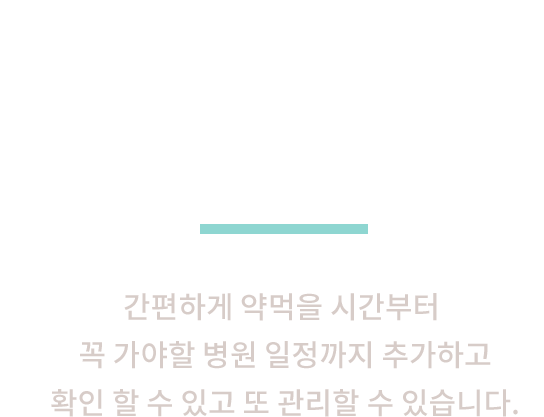 간편하게 약먹을 시간부터
꼭 가야할 병원 일정까지 추가하고
확인 할 수 있고 또 관리할 수 있습니다.